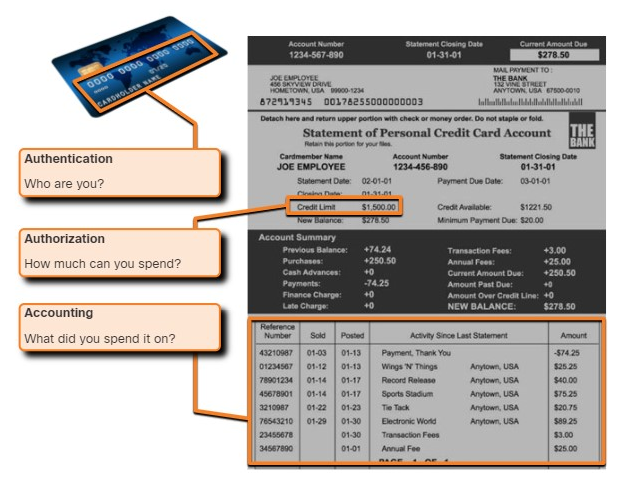 0000 0000 0000 0000
01/25
CARDHOLDER NAME
Authentication
Who are you?
Authorization
How much can you spend?
Accounting
What did you spend it on?
Account Number Statement Closing Date Current Amount Due
1234-567-890 01-31-01 $278.50
MAIL PAYMENT TO :
JOE EMPLOYEE THE BANK
456 SKYVIEW DRIVE 132 VINE STREET
HOMETOWN, USA 99900-1234 ANYTOWN, USA 67500-0010
872919345 00178255000000003
Detach here and return upper portion with check or money order. Do not staple or fold.
Statement of Personal Credit Card Account
Retain this portion for your files.
THE
BANK
Cardmember Name Account Number Statement Closing Date
JOE EMPLOYEE 1234-456-890 01-31-01
Statement Date: 02-01-01 Payment Due Date: 03-01-01
Closing Date: 01-31-01
Credit Limit $1,500.00 Credit Available: $1221.50
New Balance: $278.50 Minimum Payment Due: $20.00
Account Summary
Previous Balance: +74.24 Transaction Fees: +3.00
Purchases: +250.50 Annual Fees: +25.00
Cash Advances: +0 Current Amount Due: +250.50
Payments: -74.25 Amount Past Due: +0
Finance Charge: +0 Amount Over Credit Line: +0
Late Charge: +0 NEW BALANCE: $278.50
Reference
Number Sold Posted Activity Since Last Statement Amount
43210987 01-03 01-13 Payment, Thank You -$74.25
01234567 01-12 01-13 Wings 'N' Things Anytown, USA $25.25
78901234 01-14 01-17 Record Release Anytown, USA $40.00
45678901 01-14 01-17 Sports Stadium Anytown, USA $75.25
3210987 01-22 01-23 Tie Tack Anytown, USA $20.75
76543210 01-29 01-30 Electronic World Anytown, USA $89.25
23455678 01-30 Transaction Fees $3.00
34567890 01-01 Annual Fee $25.00